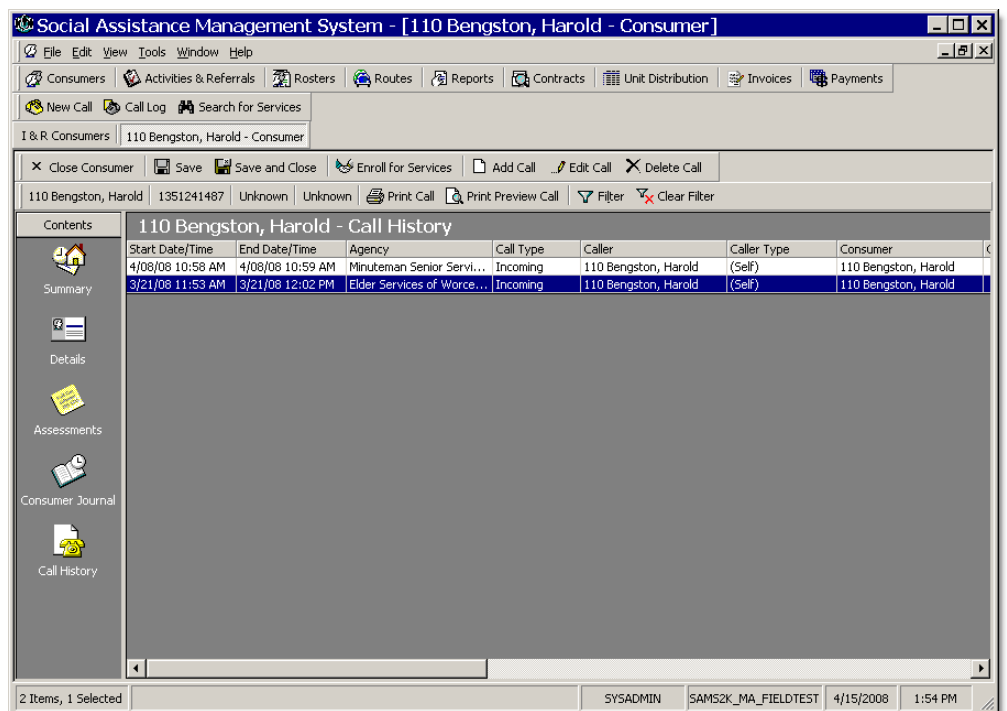 Social Assistance Management System - [110 Bengston, Harold - Consumer]
File Edit View Tools Window Help
Consumers Activities & Referrals Rosters Routes Reports Contracts Unit Distribution Invoices Payments
New Call Call Log Search for Services
I & R Consumers 110 Bengston, Harold - Consumer
Close Consumer Save Save and Close Enroll for Services Add Call Edit Call Delete Call
110 Bengston, Harold 1351241487 Unknown Unknown Print Call Print Preview Call Filter Clear Filter
Contents 110 Bengston, Harold - Call History
Start Date/Time End Date/Time Agency Call Type Caller Caller Type Consumer
4/08/08 10:58 AM 4/08/08 10:59 AM Minuteman Senior Servi... Incoming 110 Bengston, Harold (Self) 110 Bengston, Harold
3/21/08 11:53 AM 3/21/08 12:02 PM Elder Services of Worce... Incoming 110 Bengston, Harold (Self) 110 Bengston, Harold
Summary
Details
Assessments
Consumer Journal
Call History
2 Items, 1 Selected SYSADMIN SAMS2K_MA_FIELDTEST 4/15/2008 1:54 PM